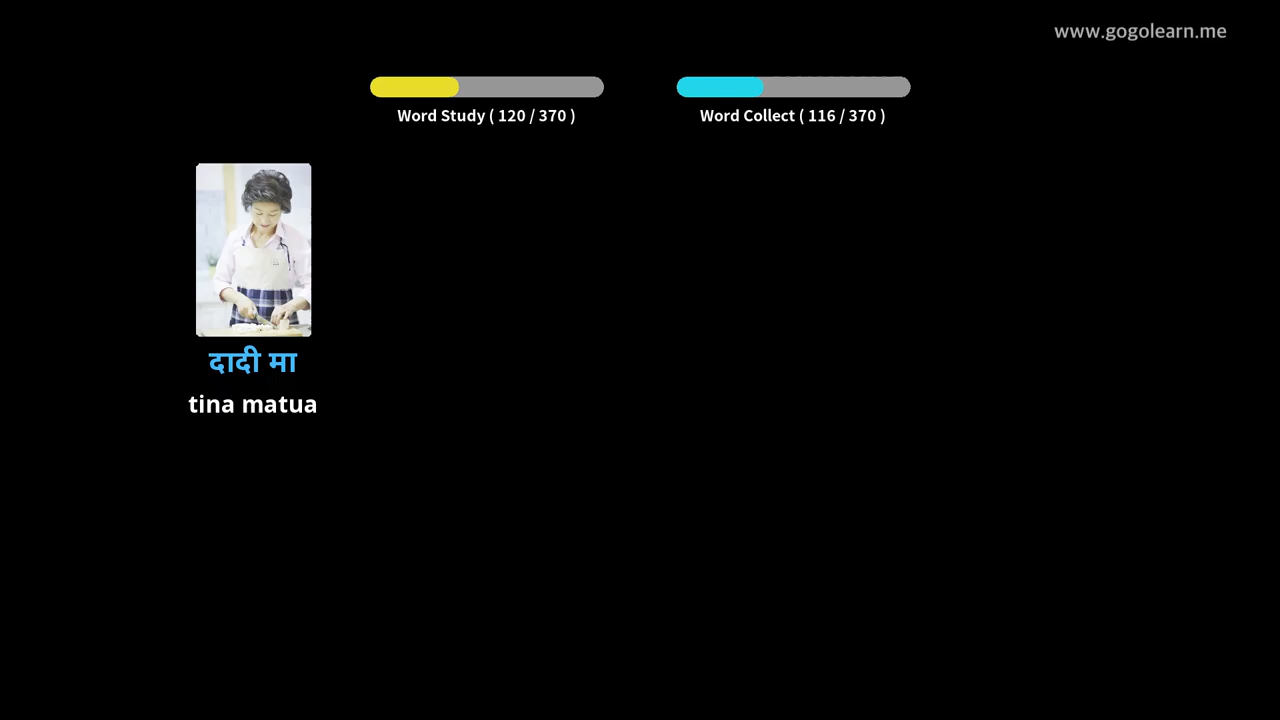 www.gogolearn.me
Word Study ( 120 / 370 )
Word Collect ( 116 / 370 )
दादी मा
tina matua